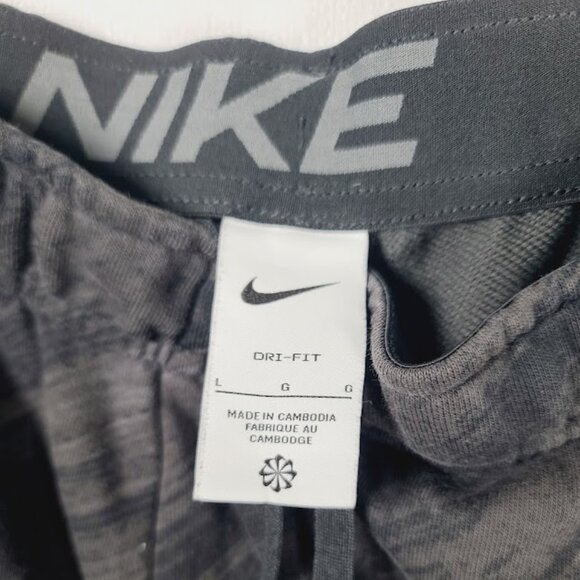 NIKE
DRI-FIT
L G G
MADE IN CAMBODIA
FABRIQUE AU
CAMBODGE